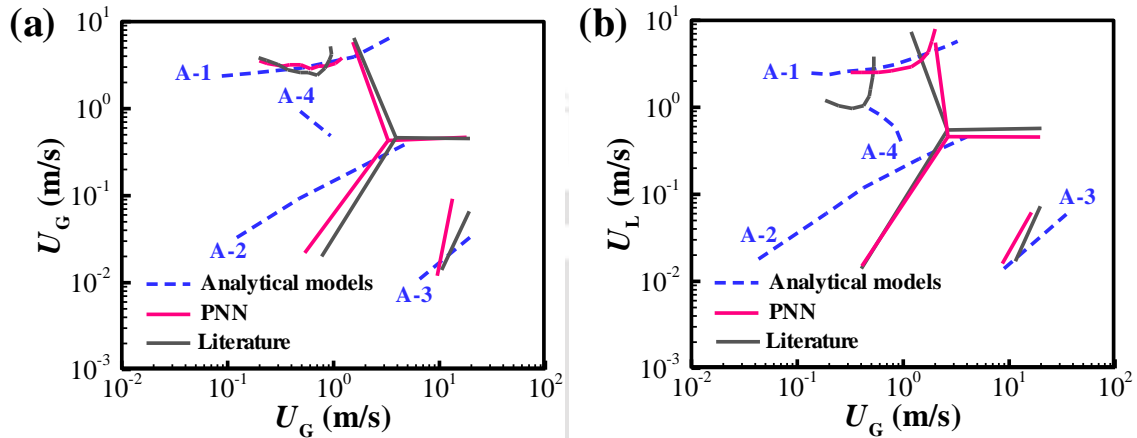 (a)
U_G (m/s)
10^1
10^0
10^-1
10^-2
10^-3
A-1
A-4
A-2
A-3
Analytical models
PNN
Literature
10^-2 10^-1 10^0 10^1 10^2
U_G (m/s)
(b)
U_L (m/s)
10^1
10^0
10^-1
10^-2
10^-3
A-1
A-4
A-2
A-3
Analytical models
PNN
Literature
10^-2 10^-1 10^0 10^1 10^2
U_G (m/s)